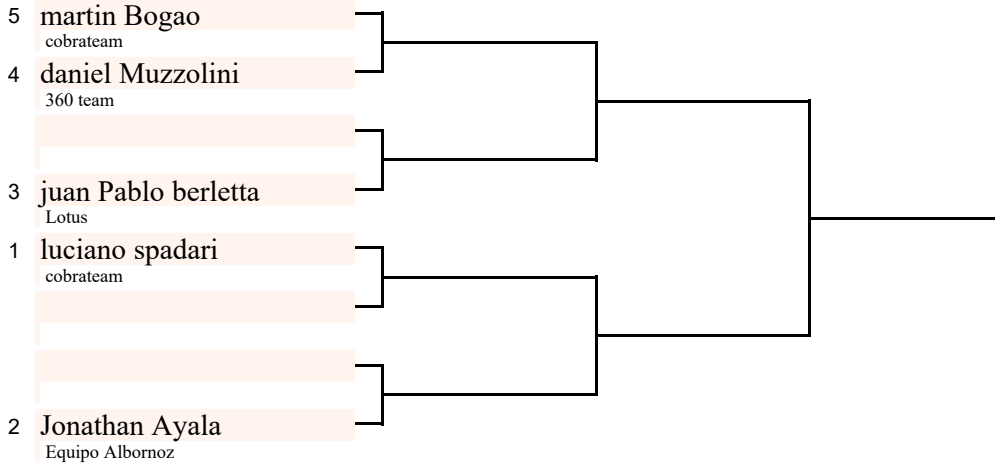 5 martin Bogao
cobrateam
4 daniel Muzzolini
360 team
3 juan Pablo berletta
Lotus
1 luciano spadari
cobrateam
2 Jonathan Ayala
Equipo Albornoz